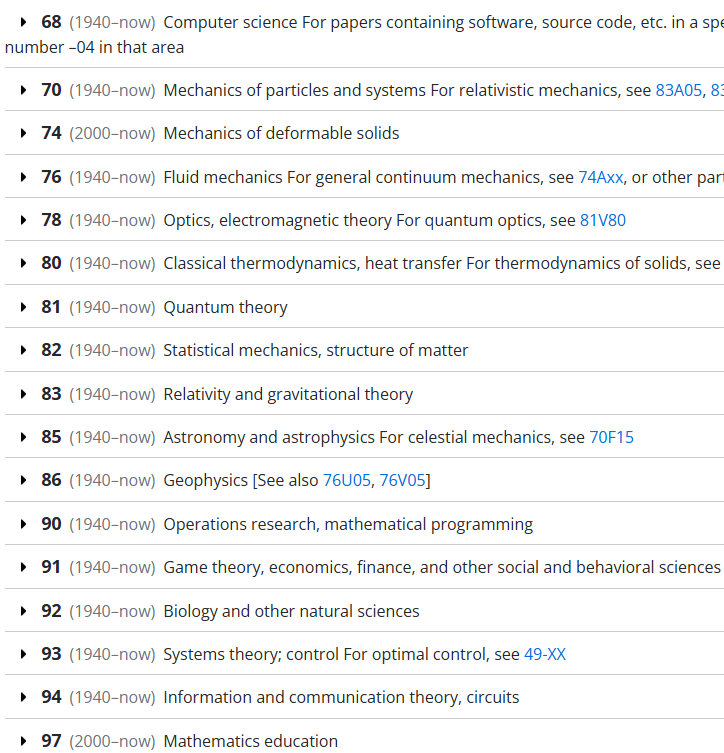 68 (1940–now) Computer science For papers containing software, source code, etc. in a
number –04 in that area
70 (1940–now) Mechanics of particles and systems For relativistic mechanics, see 83A05,
74 (2000–now) Mechanics of deformable solids
76 (1940–now) Fluid mechanics For general continuum mechanics, see 74Axx, or other
78 (1940–now) Optics, electromagnetic theory For quantum optics, see 81V80
80 (1940–now) Classical thermodynamics, heat transfer For thermodynamics of solids, see
81 (1940–now) Quantum theory
82 (1940–now) Statistical mechanics, structure of matter
83 (1940–now) Relativity and gravitational theory
85 (1940–now) Astronomy and astrophysics For celestial mechanics, see 70F15
86 (1940–now) Geophysics [See also 76U05, 76V05]
90 (1940–now) Operations research, mathematical programming
91 (1940–now) Game theory, economics, finance, and other social and behavioral sciences
92 (1940–now) Biology and other natural sciences
93 (1940–now) Systems theory; control For optimal control, see 49-XX
94 (1940–now) Information and communication theory, circuits
97 (2000–now) Mathematics education